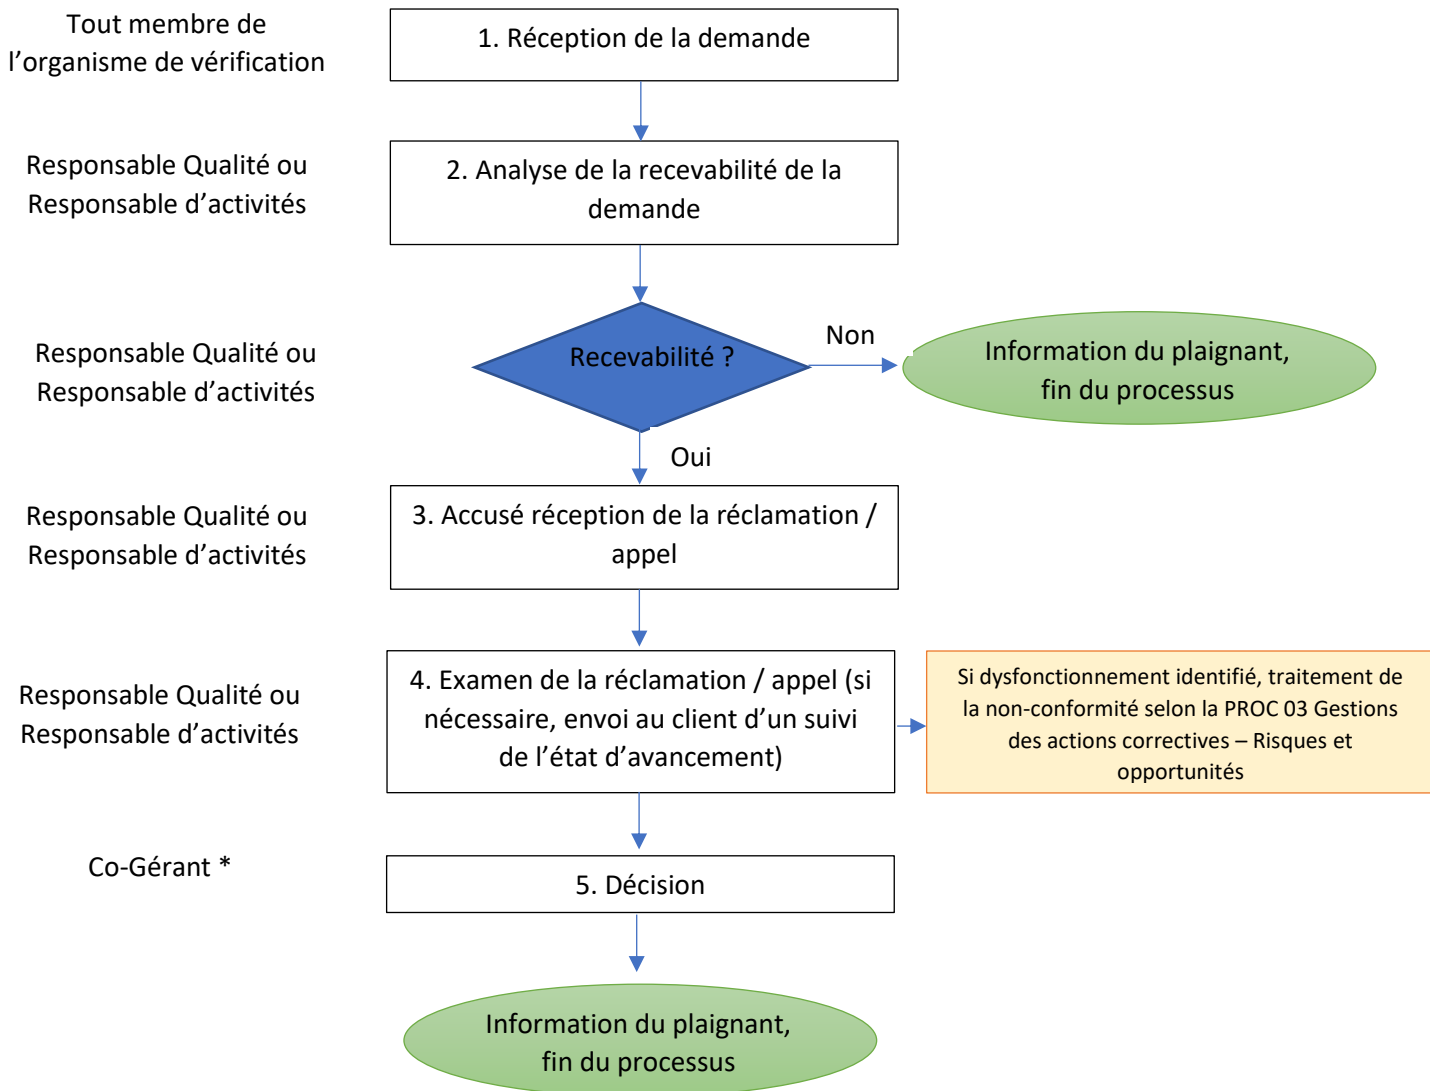 Tout membre de
l’organisme de vérification
1. Réception de la demande
Responsable Qualité ou
Responsable d’activités
2. Analyse de la recevabilité de la
demande
Responsable Qualité ou
Responsable d’activités
Recevabilité ?
Non
Information du plaignant,
fin du processus
Oui
Responsable Qualité ou
Responsable d’activités
3. Accusé réception de la réclamation /
appel
Responsable Qualité ou
Responsable d’activités
4. Examen de la réclamation / appel (si
nécessaire, envoi au client d’un suivi
de l’état d’avancement)
Si dysfonctionnement identifié, traitement de
la non-conformité selon la PROC 03 Gestions
des actions correctives – Risques et
opportunités
Co-Gérant *
5. Décision
Information du plaignant,
fin du processus